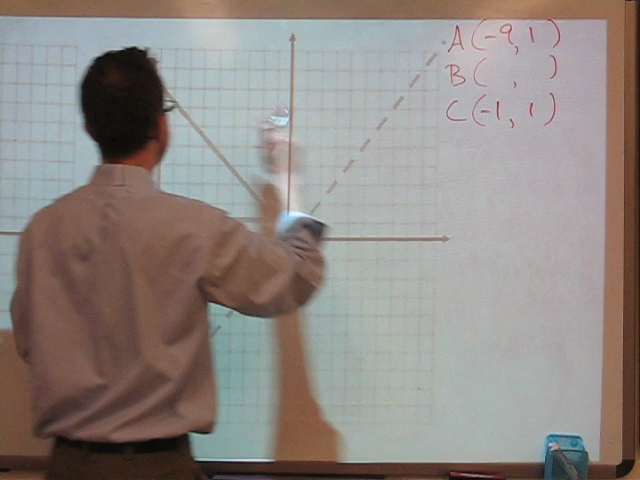 A(-9, 1)
B( , )
C(-1, 1)